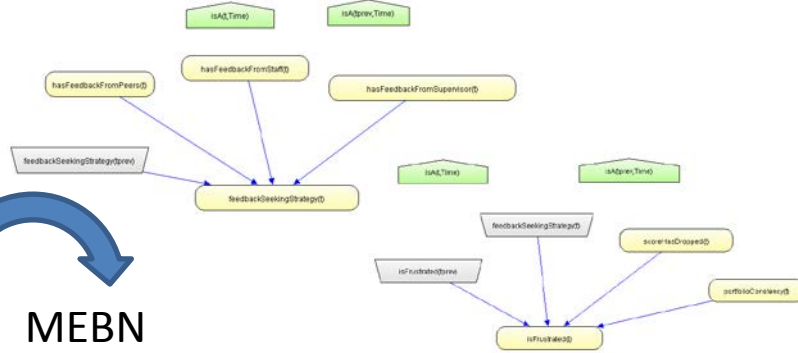 isA(t,Time)
isA(tprev,Time)
hasFeedbackFromStaff(t)
hasFeedbackFromPeers(t)
hasFeedbackFromSupervisor(t)
feedbackSeekingStrategy(tprev)
feedbackSeekingStrategy(t)
isA(t,Time)
isA(tprev,Time)
feedbackSeekingStrategy(t)
scoreHasDropped(t)
isFrustrated(tprev)
portfolioConstancy(t)
isFrustrated(t)
MEBN